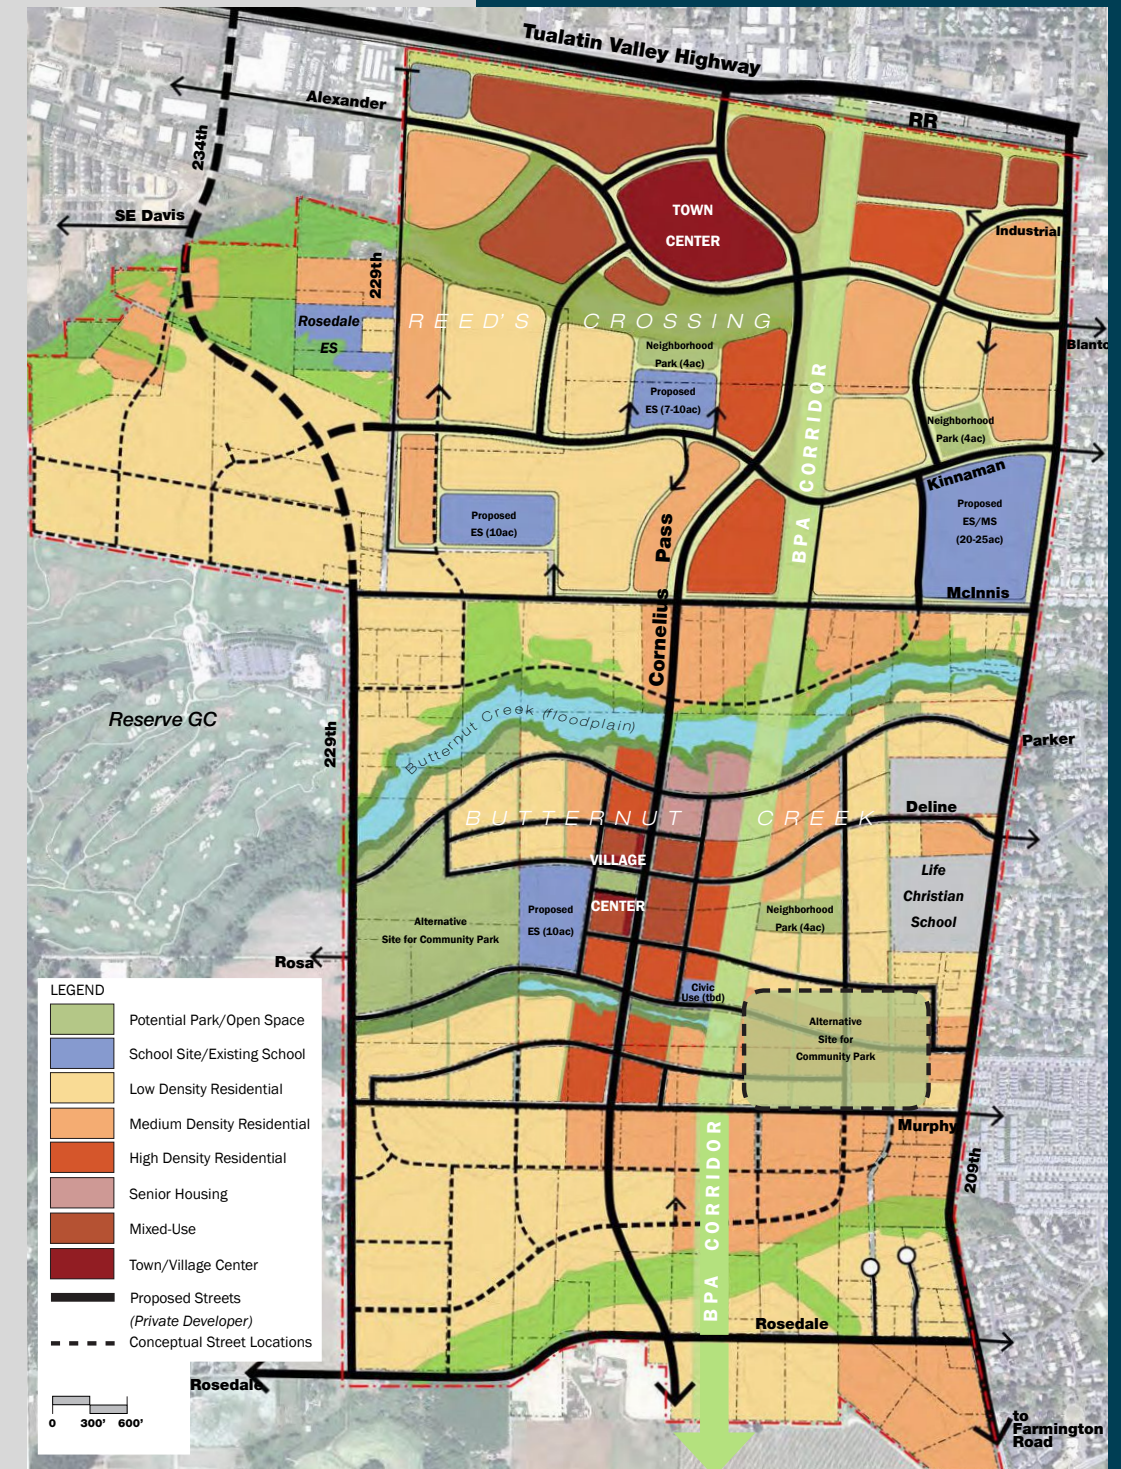 Tualatin Valley Highway
RR
Alexander
234th
SE Davis
229th
TOWN
CENTER
Industrial
Rosedale
ES
REED'S CROSSING
Neighborhood
Park (4ac)
Proposed
ES (7-10ac)
BPA CORRIDOR
Neighborhood
Park (4ac)
Kinnaman
Proposed
ES (10ac)
Cornelius Pass
Proposed
ES/MS
(20-25ac)
McInnis
Reserve GC
229th
Butternut Creek (floodplain)
Parker
BUTTERNUT CREEK
Deline
VILLAGE
CENTER
Life
Christian
School
Alternative
Site for Community Park
Proposed
ES (10ac)
Neighborhood
Park (4ac)
Rosa
Civic
Use (tbd)
Alternative
Site for
Community Park
Murphy
209th
BPA CORRIDOR
Rosedale
Rosedale
to
Farmington
Road
LEGEND
Potential Park/Open Space
School Site/Existing School
Low Density Residential
Medium Density Residential
High Density Residential
Senior Housing
Mixed-Use
Town/Village Center
Proposed Streets
(Private Developer)
Conceptual Street Locations
0 300' 600'